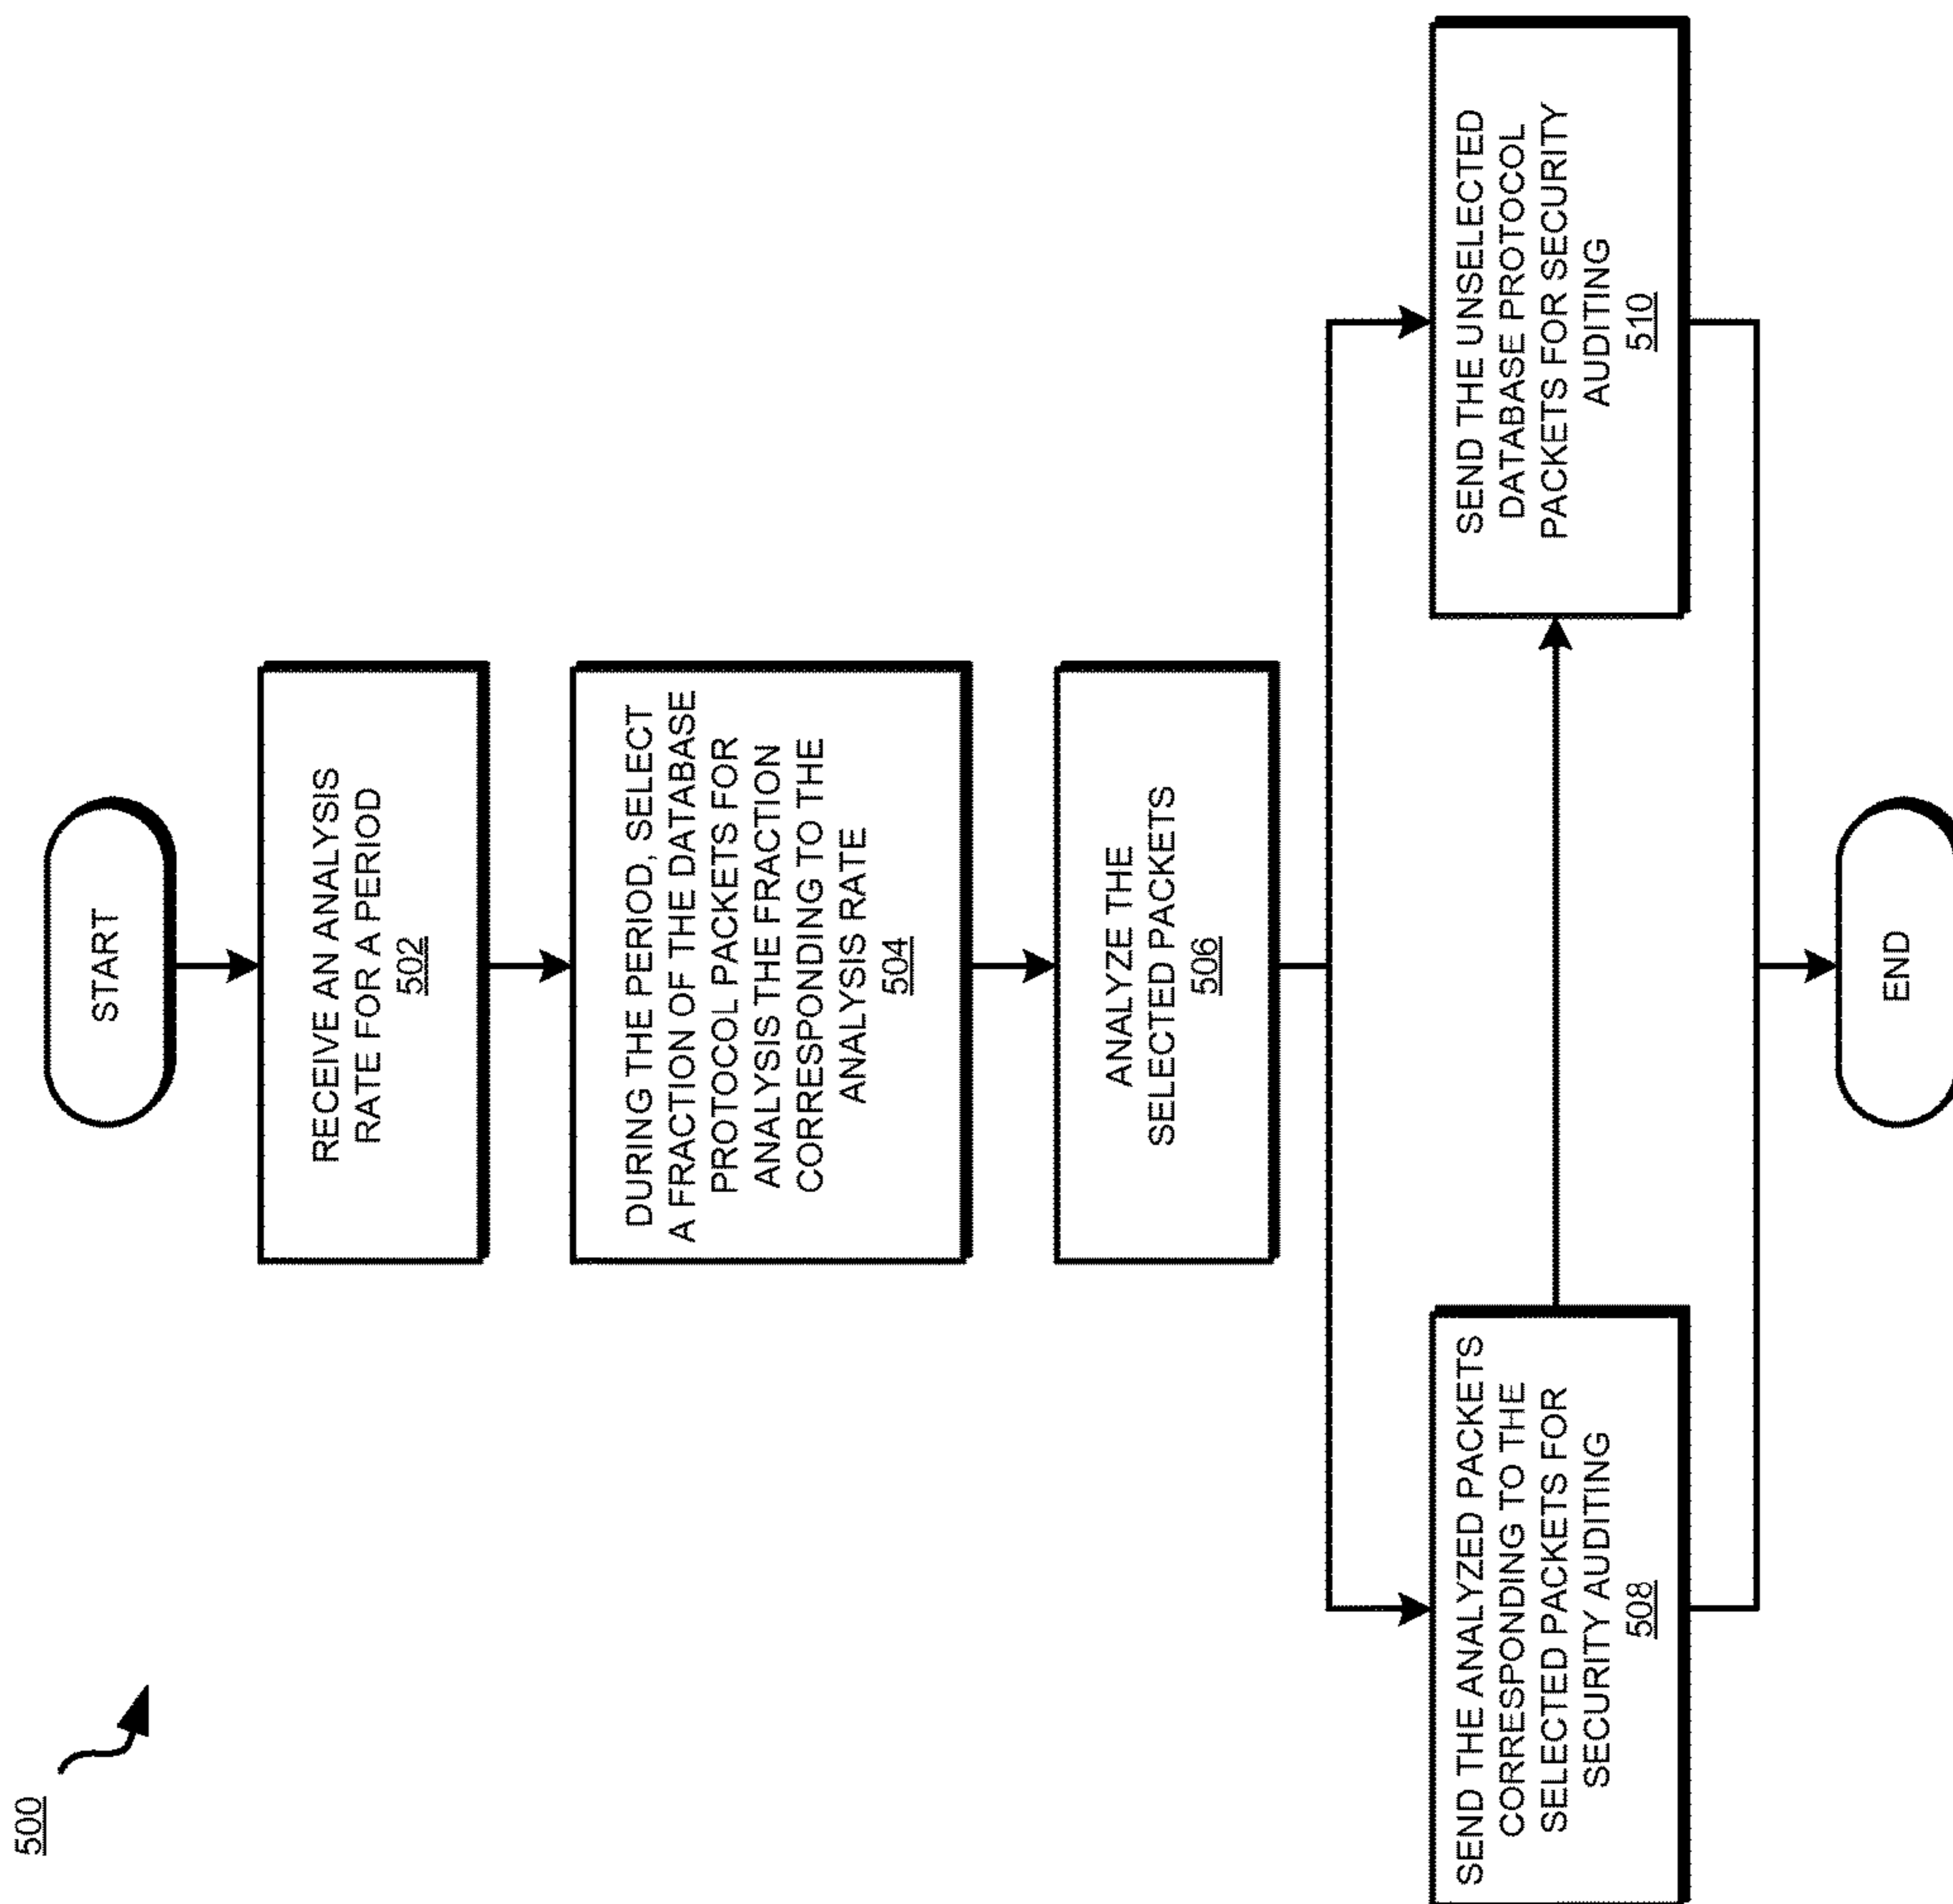 500
START
RECEIVE AN ANALYSIS
RATE FOR A PERIOD
502
DURING THE PERIOD, SELECT
A FRACTION OF THE DATABASE
PROTOCOL PACKETS FOR
ANALYSIS THE FRACTION
CORRESPONDING TO THE
ANALYSIS RATE
504
ANALYZE THE
SELECTED PACKETS
506
SEND THE ANALYZED PACKETS
CORRESPONDING TO THE
SELECTED PACKETS FOR
SECURITY AUDITING
508
SEND THE UNSELECTED
DATABASE PROTOCOL
PACKETS FOR SECURITY
AUDITING
510
END